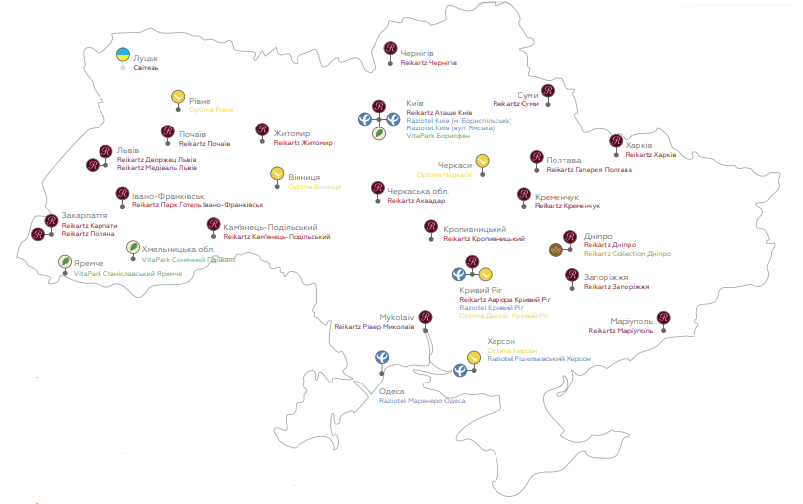 Луцьк
Світязь
Чернігів
Reikartz Чернігів
Рівне
Optima Рівне
Київ
Reikartz Аташе Київ
Raziotel Київ (м. Бориспільська)
Raziotel Київ (вул. Ямська)
VitaPark Борисфен
Суми
Reikartz Суми
Почаїв
Reikartz Почаїв
Житомир
Reikartz Житомир
Харків
Reikartz Харків
Львів
Reikartz Дворжец Львів
Reikartz Медіваль Львів
Вінниця
Optima Вінниця
Черкаси
Optima Черкаси
Полтава
Reikartz Галерея Полтава
Івано-Франківськ
Reikartz Парк Готель Івано-Франківськ
Черкаська обл.
Reikartz Аквадар
Кременчук
Reikartz Кременчук
Закарпаття
Reikartz Карпати
Reikartz Поляна
Кам'янець-Подільський
Reikartz Кам'янець-Подільський
Кропивницький
Reikartz Кропивницький
Дніпро
Reikartz Дніпро
Reikartz Collection Дніпро
Хмельницька обл.
VitaPark Сонячний Прованс
Яремче
VitaPark Станіславський Яремче
Запоріжжя
Reikartz Запоріжжя
Кривий Ріг
Reikartz Аврора Кривий Ріг
Raziotel Кривий Ріг
Optima Делюкс Кривий Ріг
Mykolaiv
Reikartz Рівер Миколаїв
Маріуполь
Reikartz Маріуполь
Херсон
Optima Херсон
Raziotel Рішельєвський Херсон
Одеса
Raziotel Маренеро Одеса